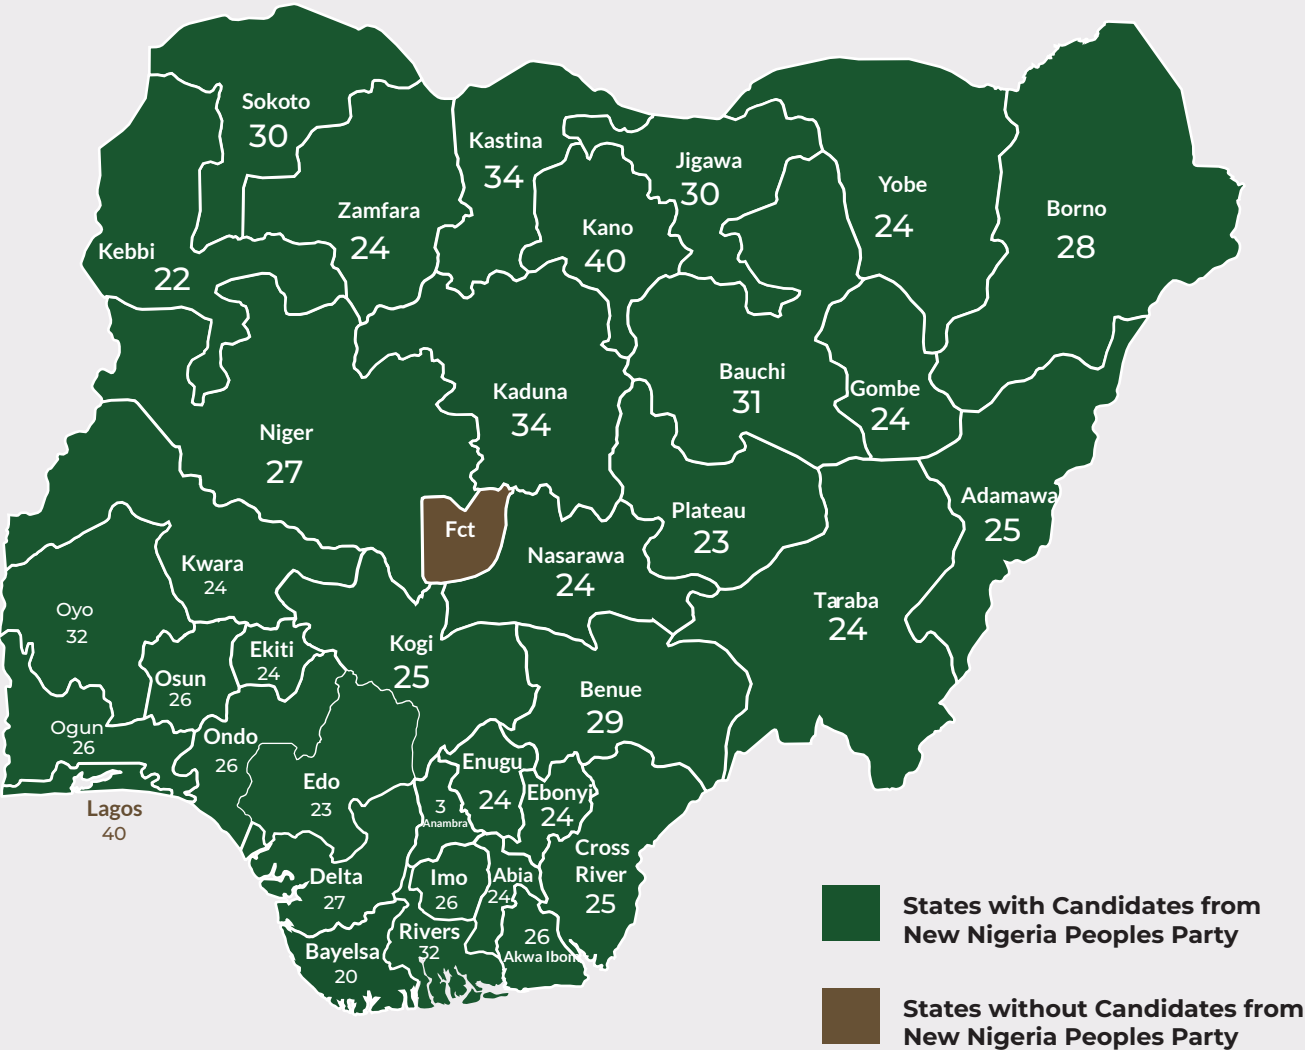 Sokoto
30
Kastina
34
Jigawa
30
Yobe
24
Borno
28
Zamfara
24
Kano
40
Kebbi
22
Bauchi
31
Gombe
24
Kaduna
34
Niger
27
Adamawa
25
Plateau
23
Fct
Nasarawa
24
Kwara
24
Taraba
24
Oyo
32
Ekiti
24
Kogi
25
Osun
26
Benue
29
Ogun
26
Ondo
26
Enugu
24
Edo
23
Ebonyi
24
3
Anambra
Lagos
40
Cross
River
25
Delta
27
Imo
26
Abia
24
Rivers
32
26
Akwa Ibom
Bayelsa
20
States with Candidates from
New Nigeria Peoples Party
States without Candidates from
New Nigeria Peoples Party